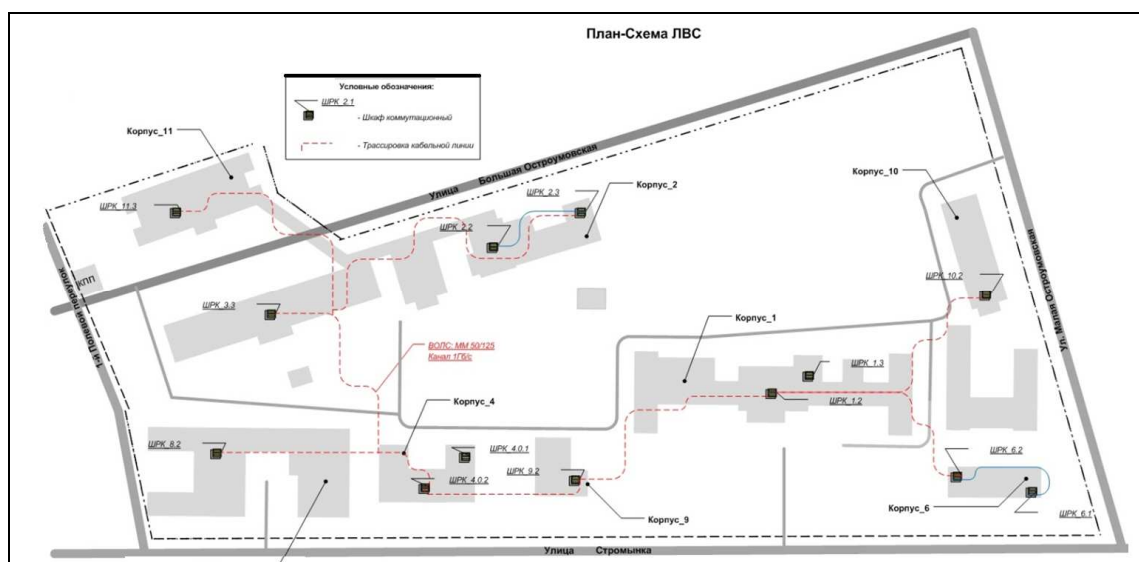 План-Схема ЛВС
Условные обозначения:
ШРК_2.1
- Шкаф коммутационный
- Трассировка кабельной линии
Корпус_11
Улица Большая Остроумовская
Корпус_2
Корпус_10
ШРК_11.3
ШРК_2.3
ШРК_2.2
Ул. Малая Остроумовская
КПП
1-й Полевой переулок
ШРК_10.2
ШРК_3.3
Корпус_1
ВОЛС: ММ 50/125
Канал 1Гб/с
ШРК_1.3
ШРК_1.2
Корпус_4
ШРК_8.2
ШРК_4.0.1
ШРК_9.2
ШРК_6.2
ШРК_4.0.2
Корпус_9
Корпус_6
ШРК_6.1
Улица Стромынка